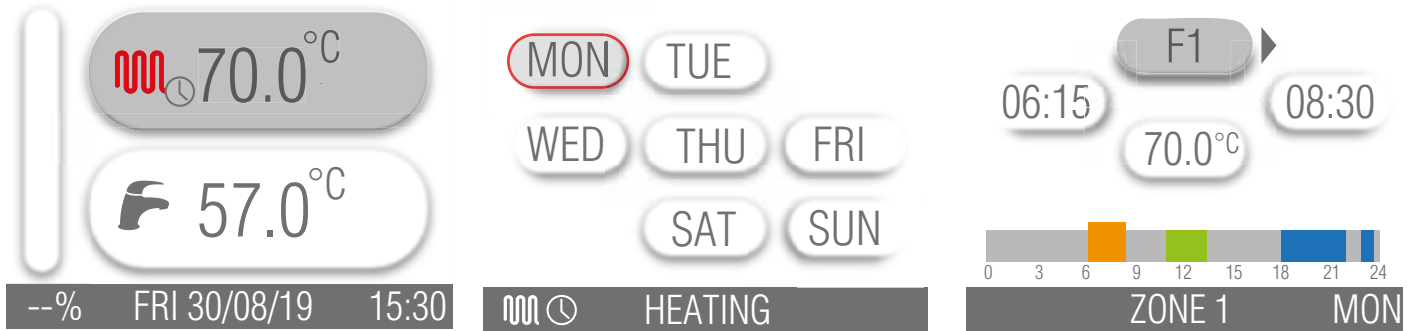 70.0°C
57.0°C
--% FRI 30/08/19 15:30
MON TUE
WED THU FRI
SAT SUN
HEATING
F1
06:15 08:30
70.0°C
0 3 6 9 12 15 18 21 24
ZONE 1 MON